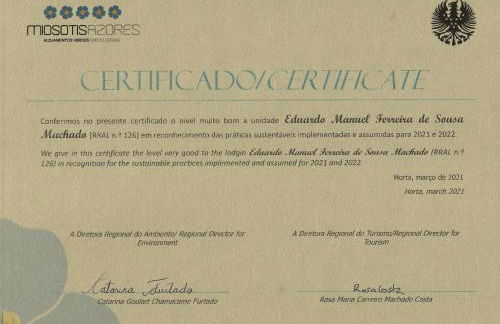 MIOSOTISAZORES
ALOJAMENTOS VERDES
CERTIFICADO/CERTIFICATE
Conferimos no presente certificado o nível muito bom à unidade Eduardo Manuel Ferreira de Sousa
Machado (RRAL n.º 126) em reconhecimento das práticas sustentáveis implementadas e assumidas para 2021 e 2022.
We give in this certificate the level very good to the lodgin Eduardo Manuel Ferreira de Sousa Machado (RRAL n.º
126) in recognition for the sustainable practices implemented and assumed for 2021 and 2022.
Horta, março de 2021
Horta, march 2021
A Diretora Regional do Ambiente/ Regional Director for
Environment
A Diretora Regional do Turismo/Regional Director for
Tourism
Catarina Furtado
Catarina Goulart Chamacame Furtado
Rosa Costa
Rosa Maria Carreiro Machado Costa